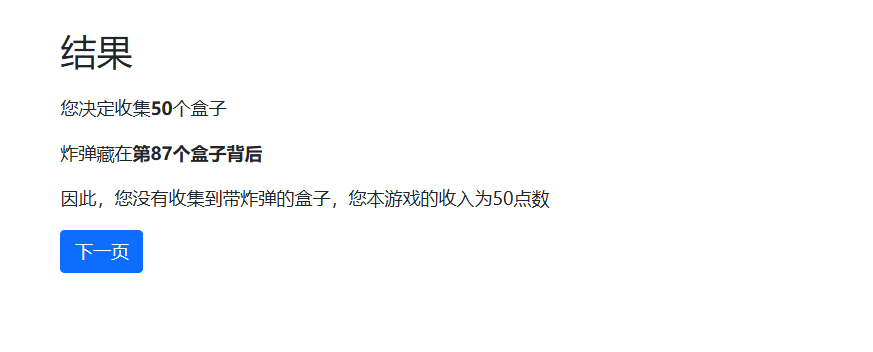 结果
您决定收集50个盒子
炸弹藏在第87个盒子背后
因此，您没有收集到带炸弹的盒子，您本游戏的收入为50点数
下一页